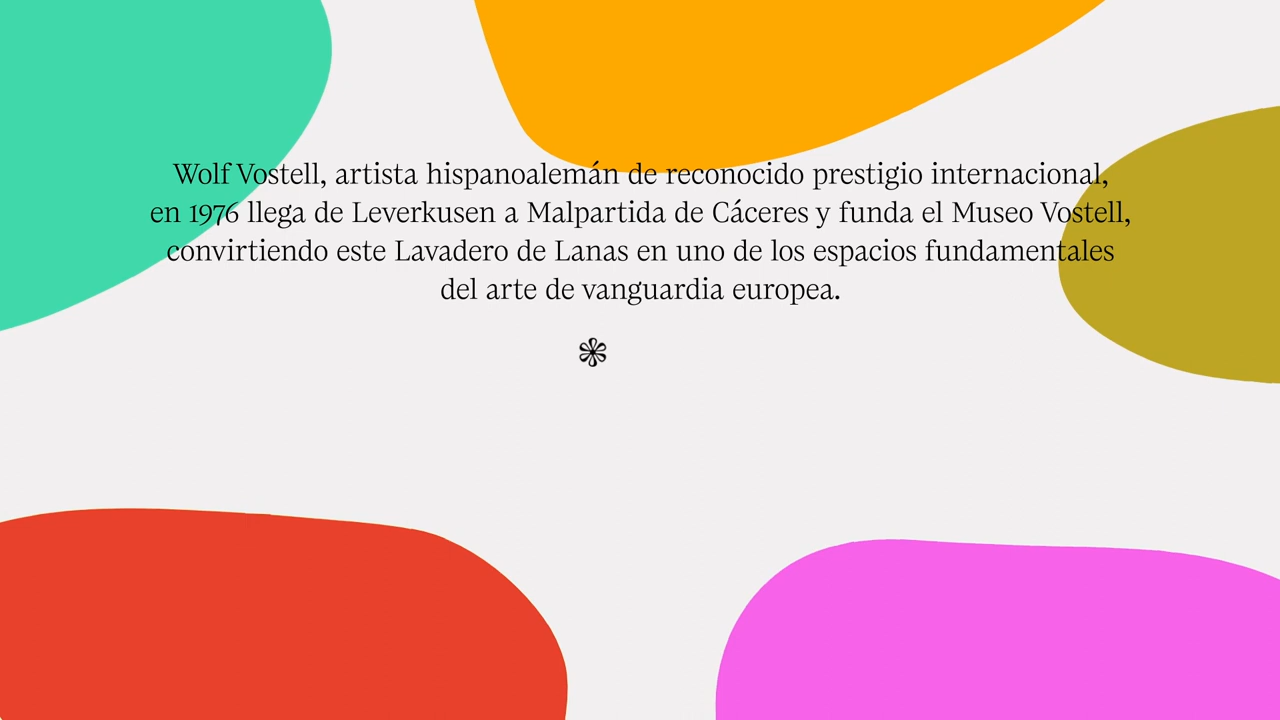 Wolf Vostell, artista hispanoalemán de reconocido prestigio internacional,
en 1976 llega de Leverkusen a Malpartida de Cáceres y funda el Museo Vostell,
convirtiendo este Lavadero de Lanas en uno de los espacios fundamentales
del arte de vanguardia europea.